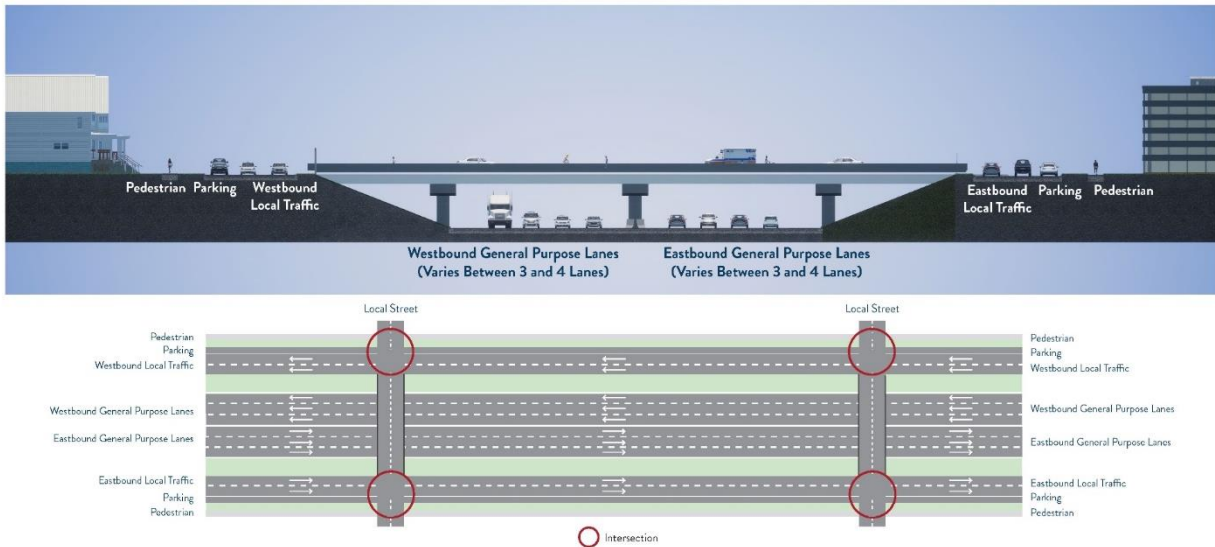 Pedestrian
Parking
Westbound
Local Traffic
Eastbound
Local Traffic
Parking
Pedestrian
Westbound General Purpose Lanes
(Varies Between 3 and 4 Lanes)
Eastbound General Purpose Lanes
(Varies Between 3 and 4 Lanes)
Local Street
Local Street
Pedestrian
Parking
Westbound Local Traffic
Westbound General Purpose Lanes
Eastbound General Purpose Lanes
Eastbound Local Traffic
Parking
Pedestrian
Pedestrian
Parking
Westbound Local Traffic
Westbound General Purpose Lanes
Eastbound General Purpose Lanes
Eastbound Local Traffic
Parking
Pedestrian
Intersection